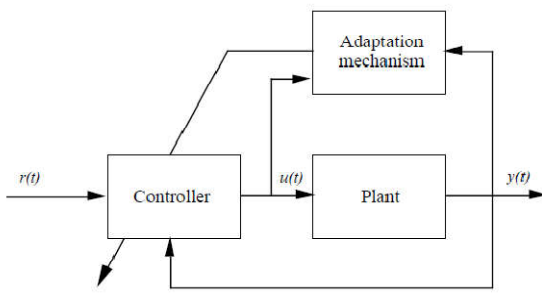 Adaptation
mechanism
r(t)
Controller
u(t)
Plant
y(t)